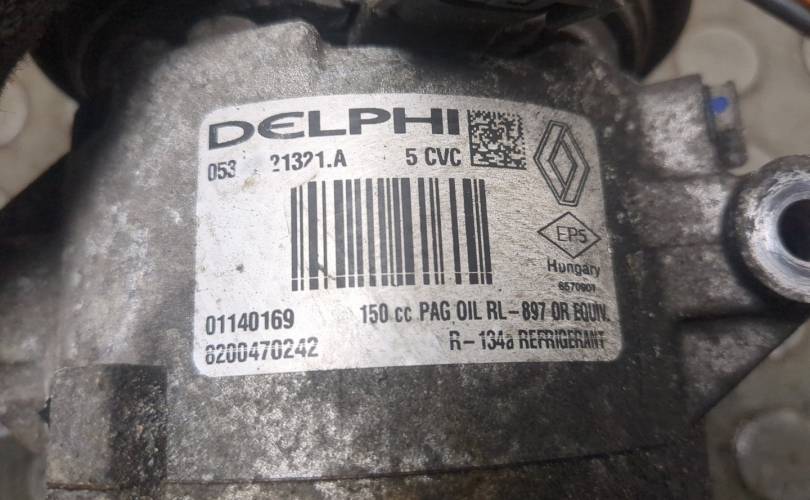 DELPHI
053 21321.A 5 CVC
EP5
Hungary
01140169 150 cc PAG OIL RL-897 OR EQUIV.
8200470242 R-134a REFRIGERANT